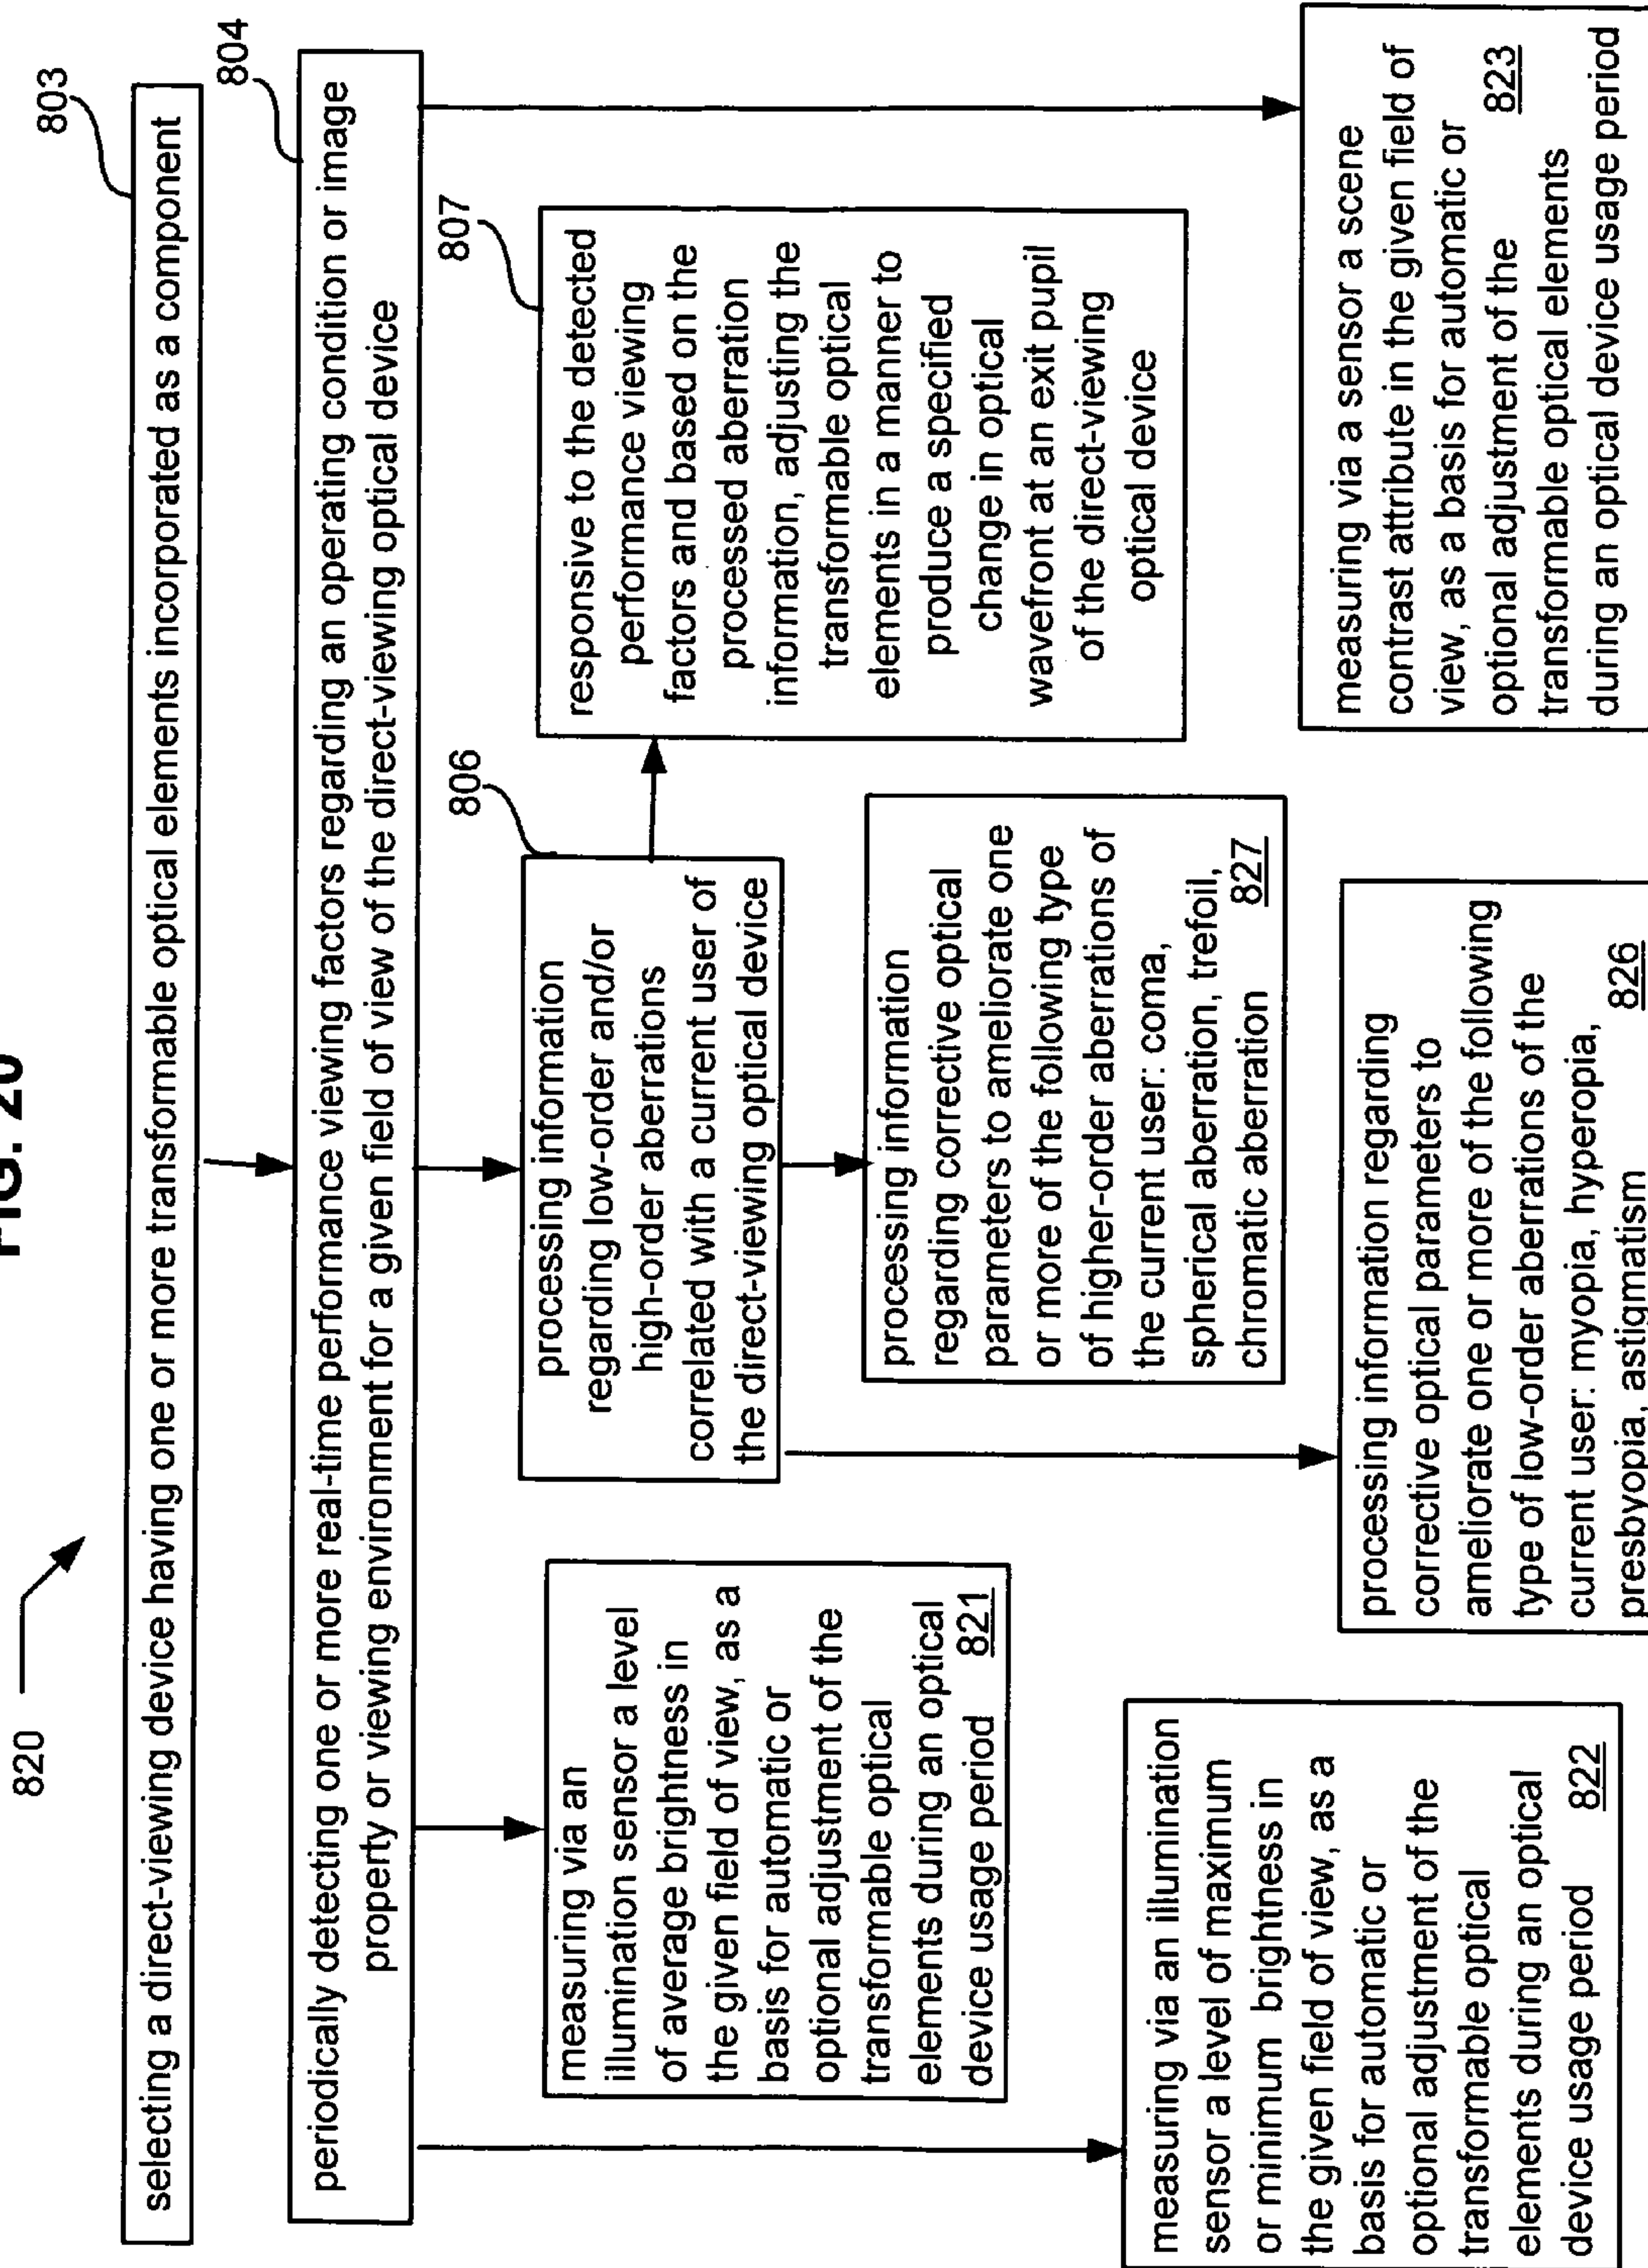 FIG. 20
820
803
selecting a direct-viewing device having one or more transformable optical elements incorporated as a component
804
periodically detecting one or more real-time performance viewing factors regarding an operating condition or image
property or viewing environment for a given field of view of the direct-viewing optical device
measuring via an
illumination sensor a level
of average brightness in
the given field of view, as a
basis for automatic or
optional adjustment of the
transformable optical
elements during an optical
device usage period 821
806
processing information
regarding low-order and/or
high-order aberrations
correlated with a current user of
the direct-viewing optical device
807
responsive to the detected
performance viewing
factors and based on the
processed aberration
information, adjusting the
transformable optical
elements in a manner to
produce a specified
change in optical
wavefront at an exit pupil
of the direct-viewing
optical device
processing information
regarding corrective optical
parameters to ameliorate one
or more of the following type
of higher-order aberrations of
the current user: coma,
spherical aberration, trefoil,
chromatic aberration 827
measuring via an illumination
sensor a level of maximum
or minimum brightness in
the given field of view, as a
basis for automatic or
optional adjustment of the
transformable optical
elements during an optical
device usage period 822
processing information regarding
corrective optical parameters to
ameliorate one or more of the following
type of low-order aberrations of the
current user: myopia, hyperopia,
presbyopia, astigmatism 826
measuring via a sensor a scene
contrast attribute in the given field of
view, as a basis for automatic or
optional adjustment of the 823
transformable optical elements
during an optical device usage period